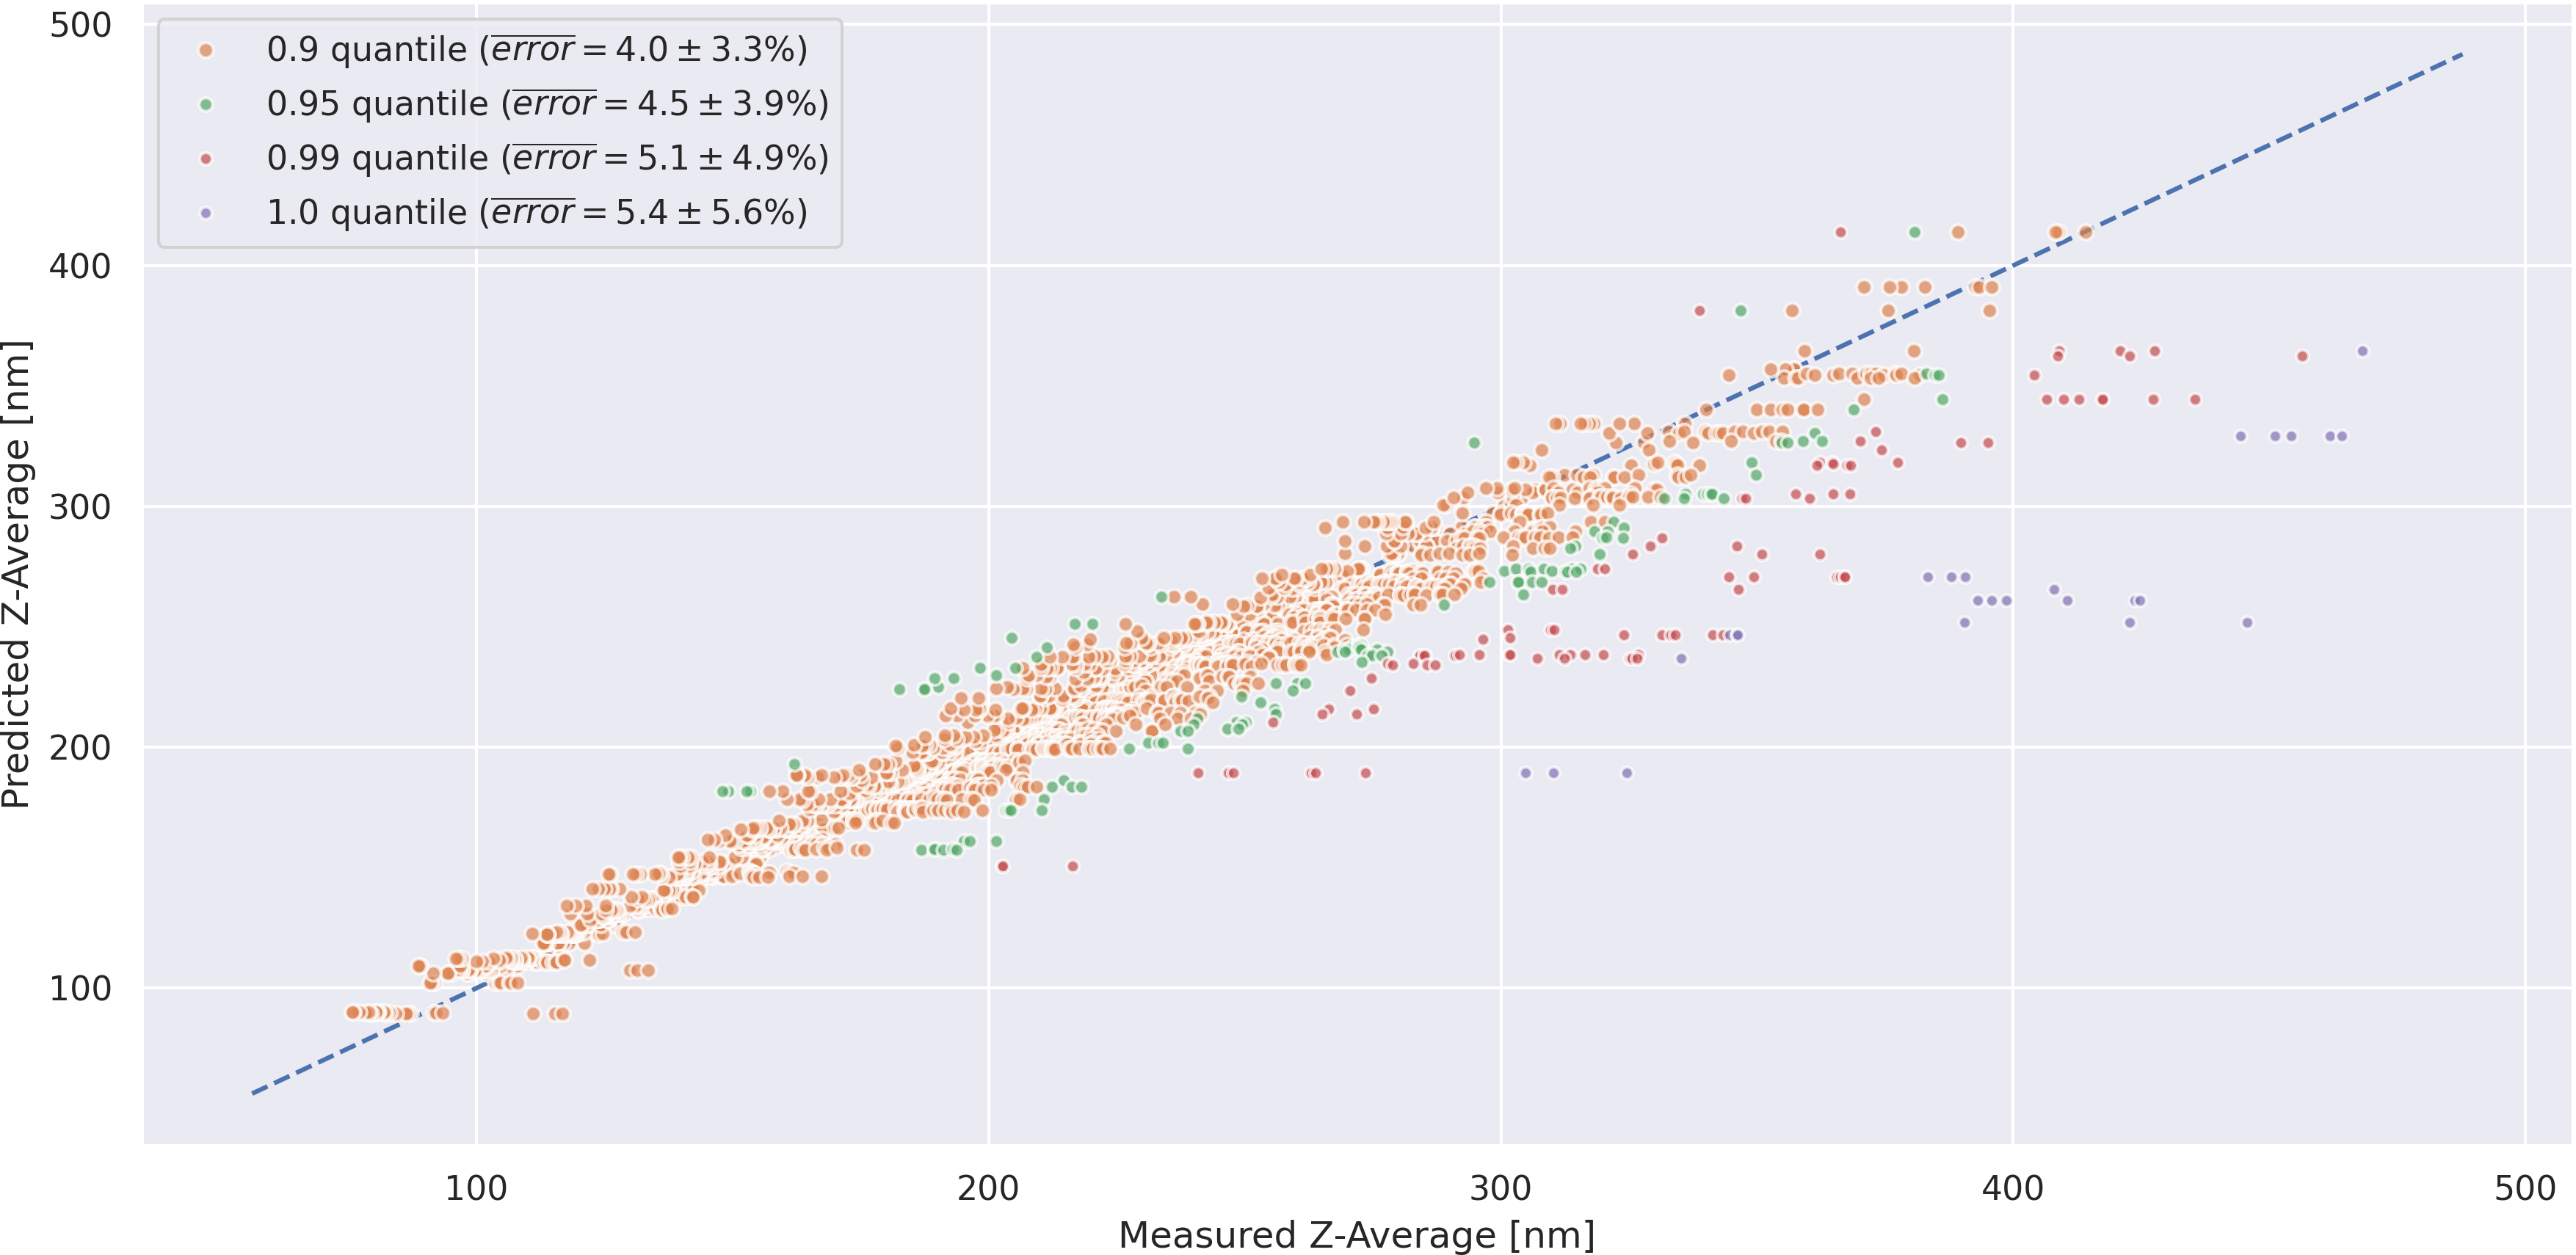 0.9 quantile (error = 4.0 ± 3.3%)
0.95 quantile (error = 4.5 ± 3.9%)
0.99 quantile (error = 5.1 ± 4.9%)
1.0 quantile (error = 5.4 ± 5.6%)
500
400
300
200
100
Predicted Z-Average [nm]
100 200 300 400 500
Measured Z-Average [nm]